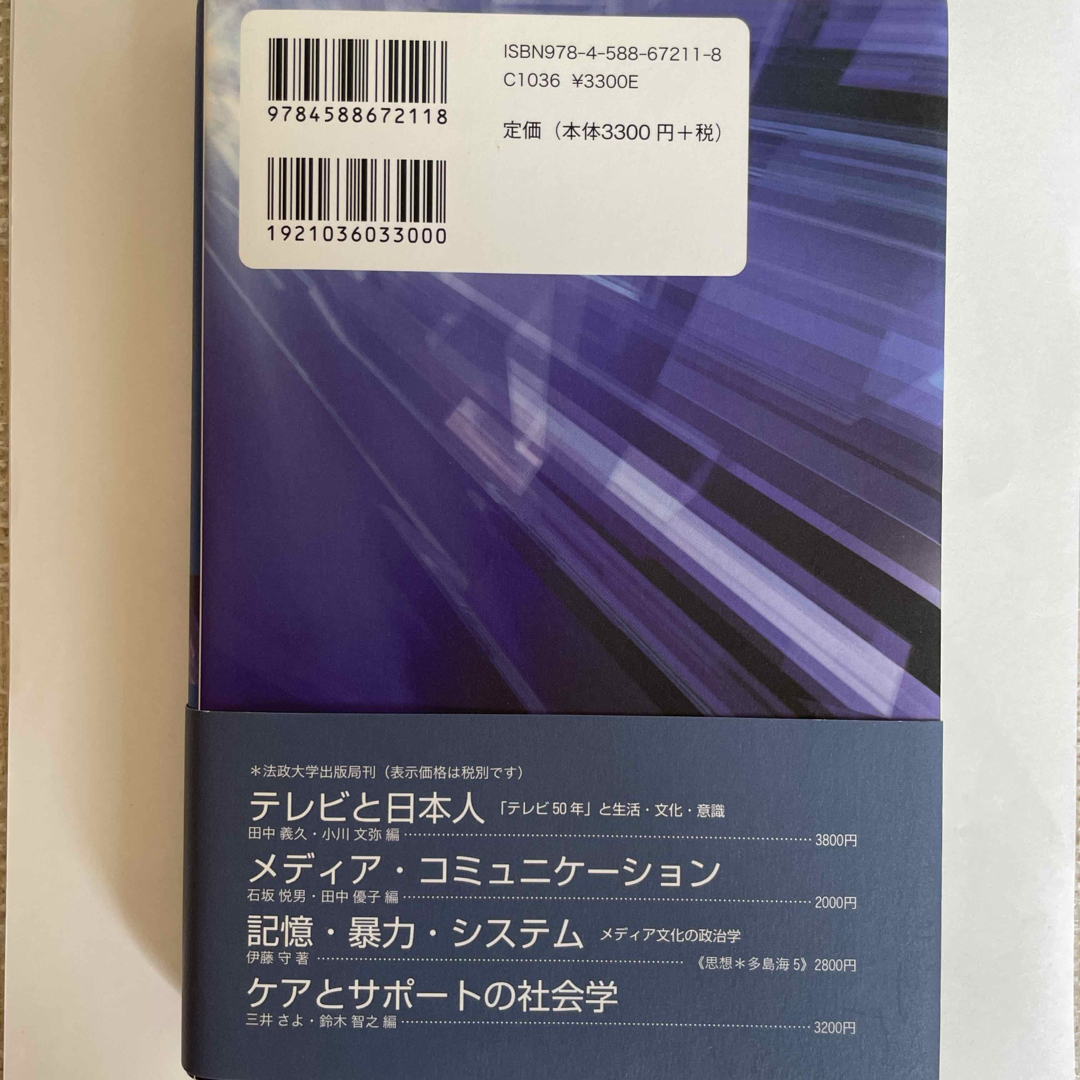 ISBN978-4-588-67211-8
C1036 ¥3300E
9784588672118
定価（本体3300円＋税）
1921036033000
＊法政大学出版局刊（表示価格は税別です）
テレビと日本人 「テレビ50年」と生活・文化・意識
田中 義久・小川 文弥 編 3800円
メディア・コミュニケーション
石坂 悦男・田中 優子 編 2000円
記憶・暴力・システム メディア文化の政治学
伊藤 守 著 《思想＊多島海5》2800円
ケアとサポートの社会学
三井 さよ・鈴木 智之 編 3200円